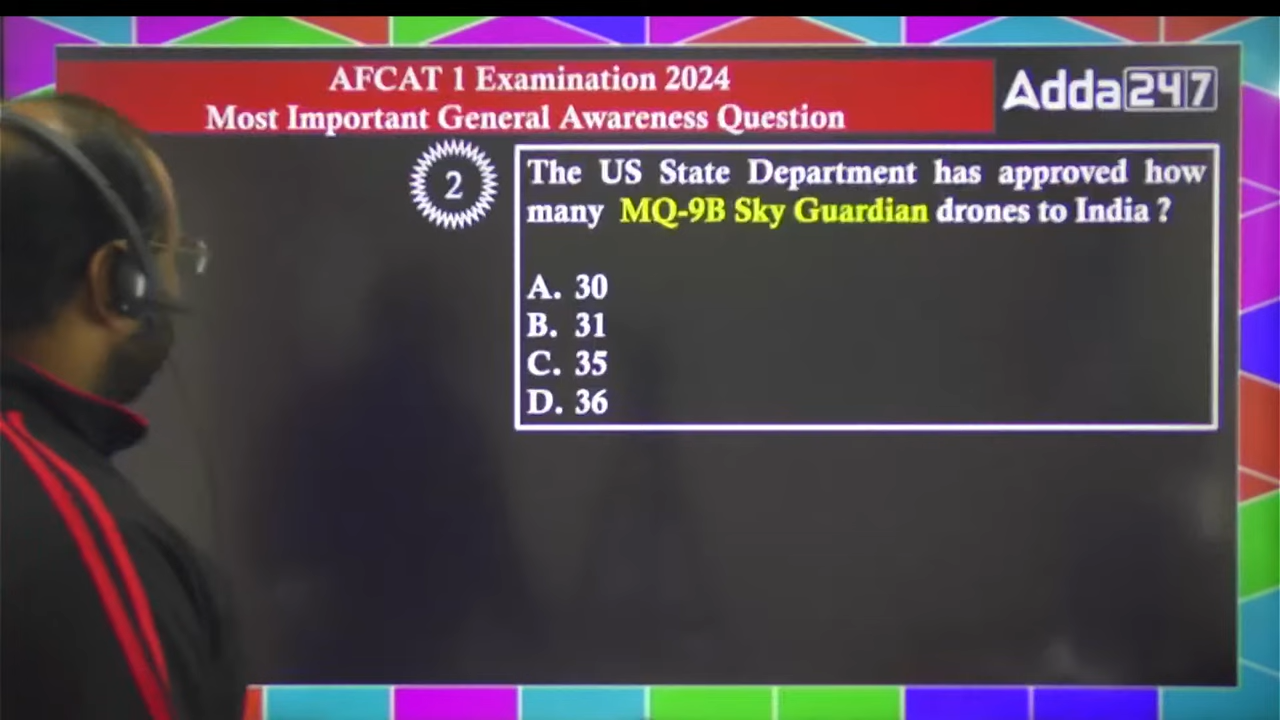 AFCAT 1 Examination 2024
Most Important General Awareness Question
Adda247
2
The US State Department has approved how
many MQ-9B Sky Guardian drones to India ?
A. 30
B. 31
C. 35
D. 36